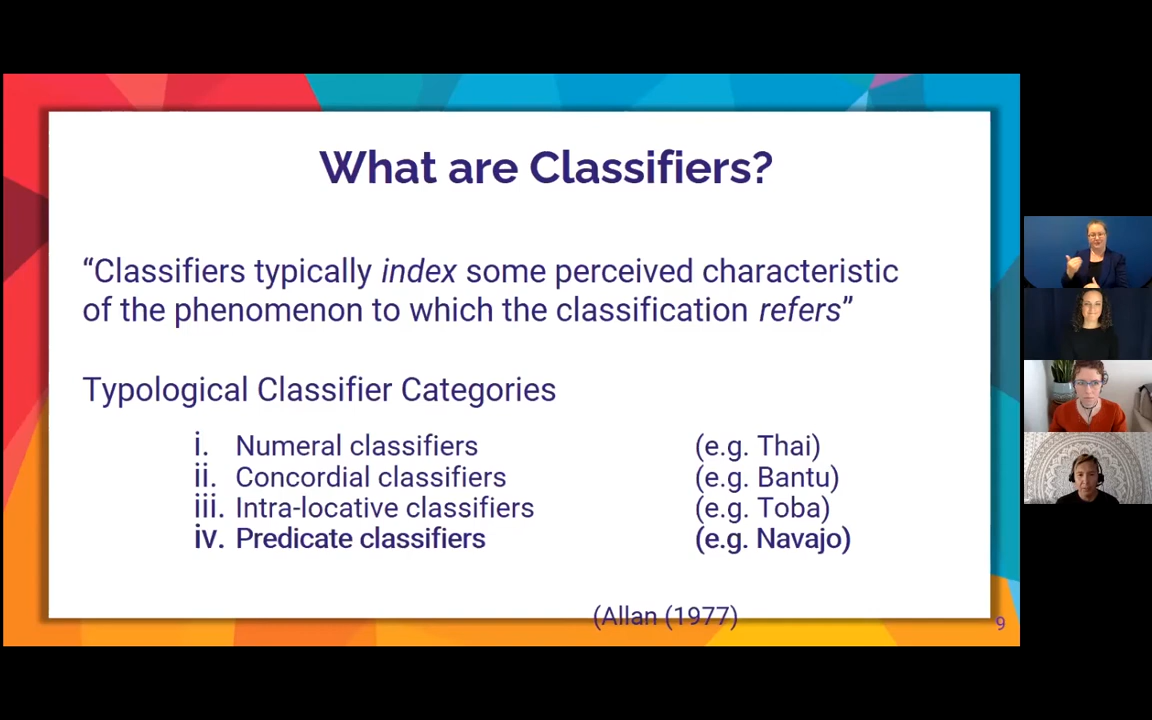 What are Classifiers?
“Classifiers typically index some perceived characteristic
of the phenomenon to which the classification refers”
Typological Classifier Categories
i. Numeral classifiers (e.g. Thai)
ii. Concordial classifiers (e.g. Bantu)
iii. Intra-locative classifiers (e.g. Toba)
iv. Predicate classifiers (e.g. Navajo)
(Allan (1977)
9